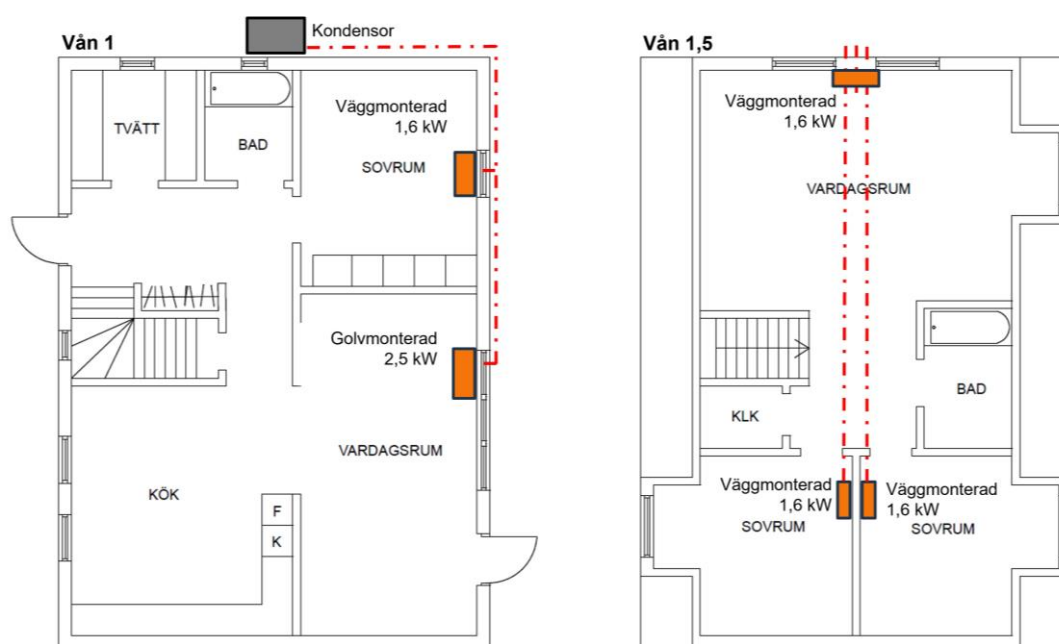 Vån 1
Kondensor
TVÄTT
BAD
Väggmonterad
1,6 kW
SOVRUM
Golvmonterad
2,5 kW
VARDAGSRUM
KÖK
F
K
Vån 1,5
Väggmonterad
1,6 kW
VARDAGSRUM
KLK
BAD
Väggmonterad
1,6 kW
SOVRUM
Väggmonterad
1,6 kW
SOVRUM